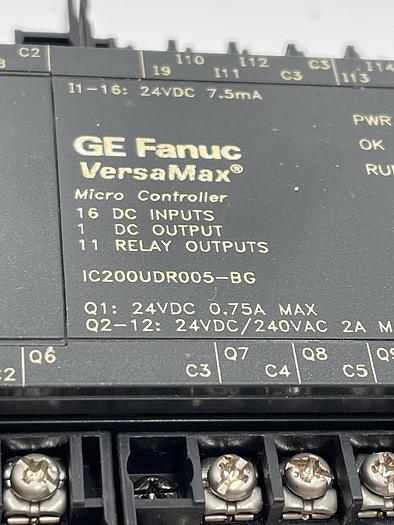 C2 I10 I12 I14
I9 I11 C3 C3 I13
I1-16: 24VDC 7.5mA
PWR
GE Fanuc
OK
VersaMax®
Micro Controller
16 DC INPUTS
1 DC OUTPUT
11 RELAY OUTPUTS
IC200UDR005-BG
Q1: 24VDC 0.75A MAX
Q2-12: 24VDC/240VAC 2A M
Q6 Q7 Q8
C2 C3 C4 C5